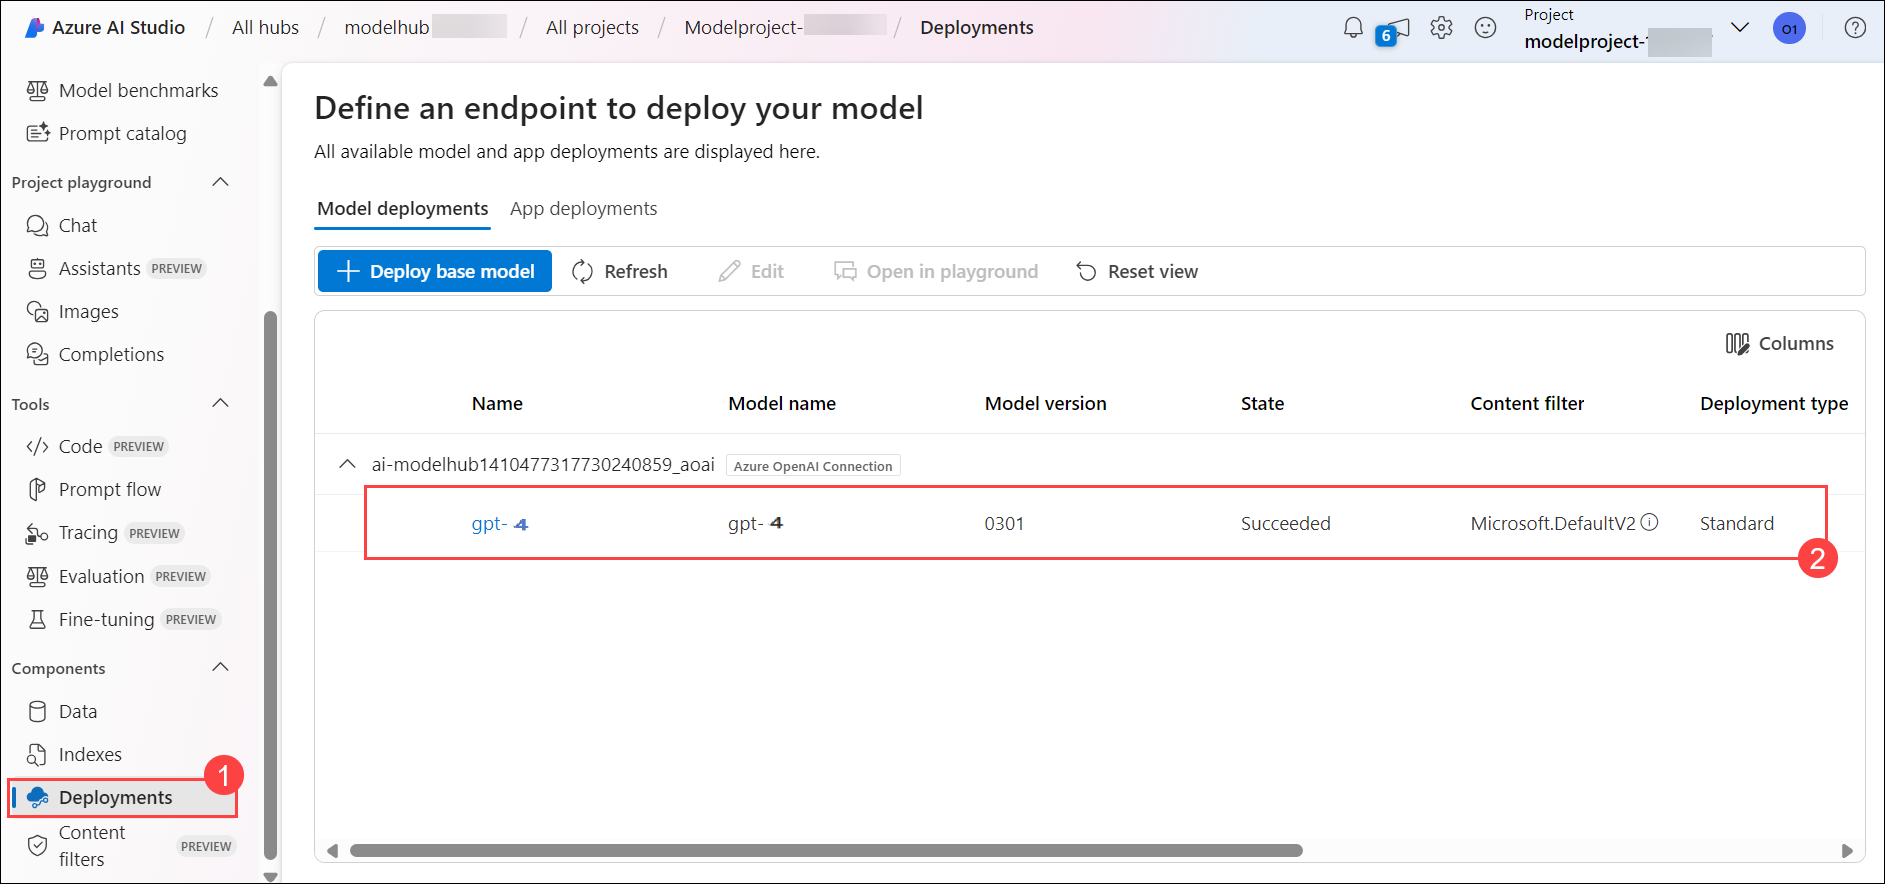 Azure AI Studio / All hubs / modelhub / All projects / Modelproject- / Deployments
6
Project
modelproject-
O1
Model benchmarks
Prompt catalog
Project playground
Chat
Assistants PREVIEW
Images
Completions
Tools
Code PREVIEW
Prompt flow
Tracing PREVIEW
Evaluation PREVIEW
Fine-tuning PREVIEW
Components
Data
Indexes
1
Deployments
Content filters PREVIEW
Define an endpoint to deploy your model
All available model and app deployments are displayed here.
Model deployments App deployments
Deploy base model Refresh Edit Open in playground Reset view
Columns
Name Model name Model version State Content filter Deployment type
ai-modelhub1410477317730240859_aoai Azure OpenAI Connection
gpt- 4 gpt- 4 0301 Succeeded Microsoft.DefaultV2 Standard
2